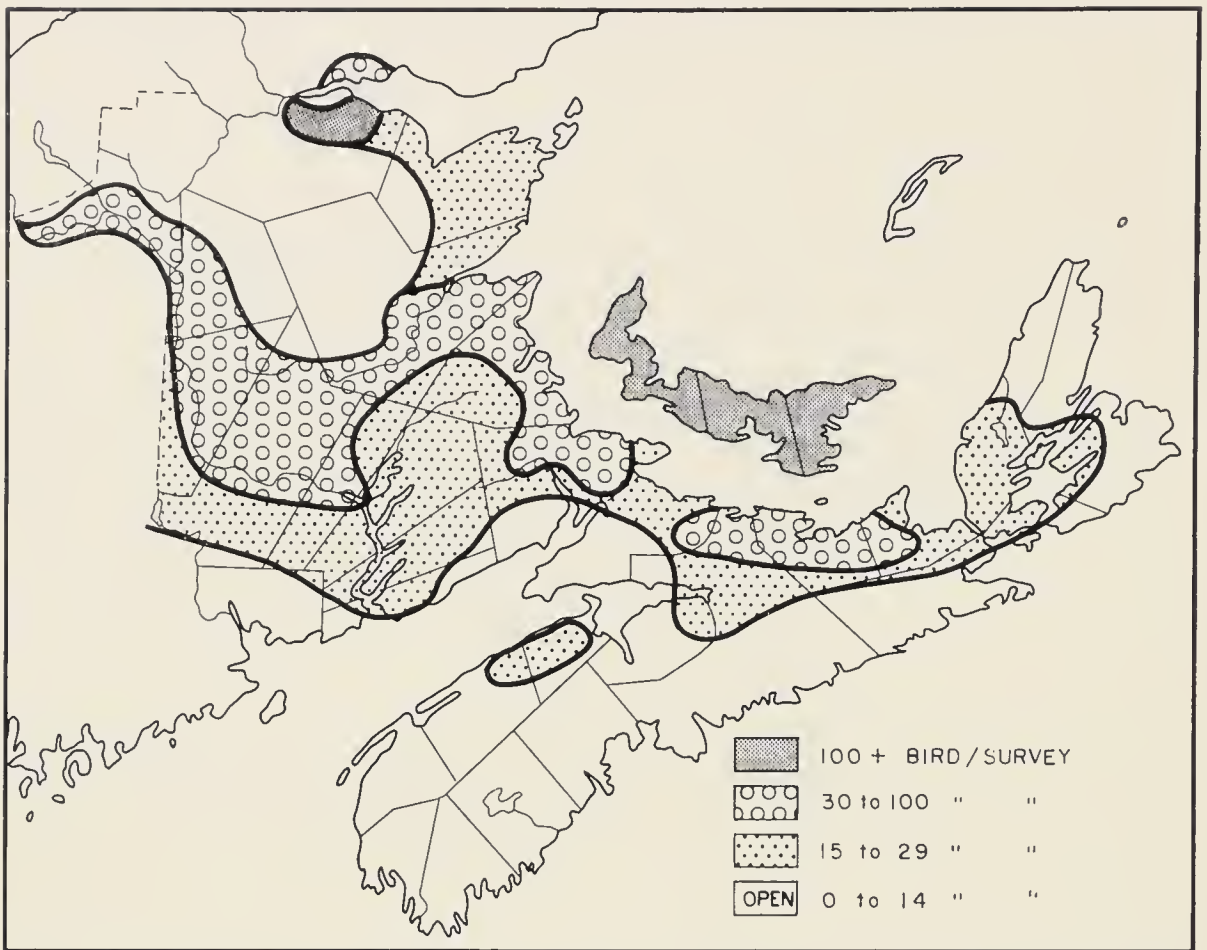 100 + BIRD / SURVEY
30 to 100 " "
15 to 29 " "
OPEN 0 to 14 " "